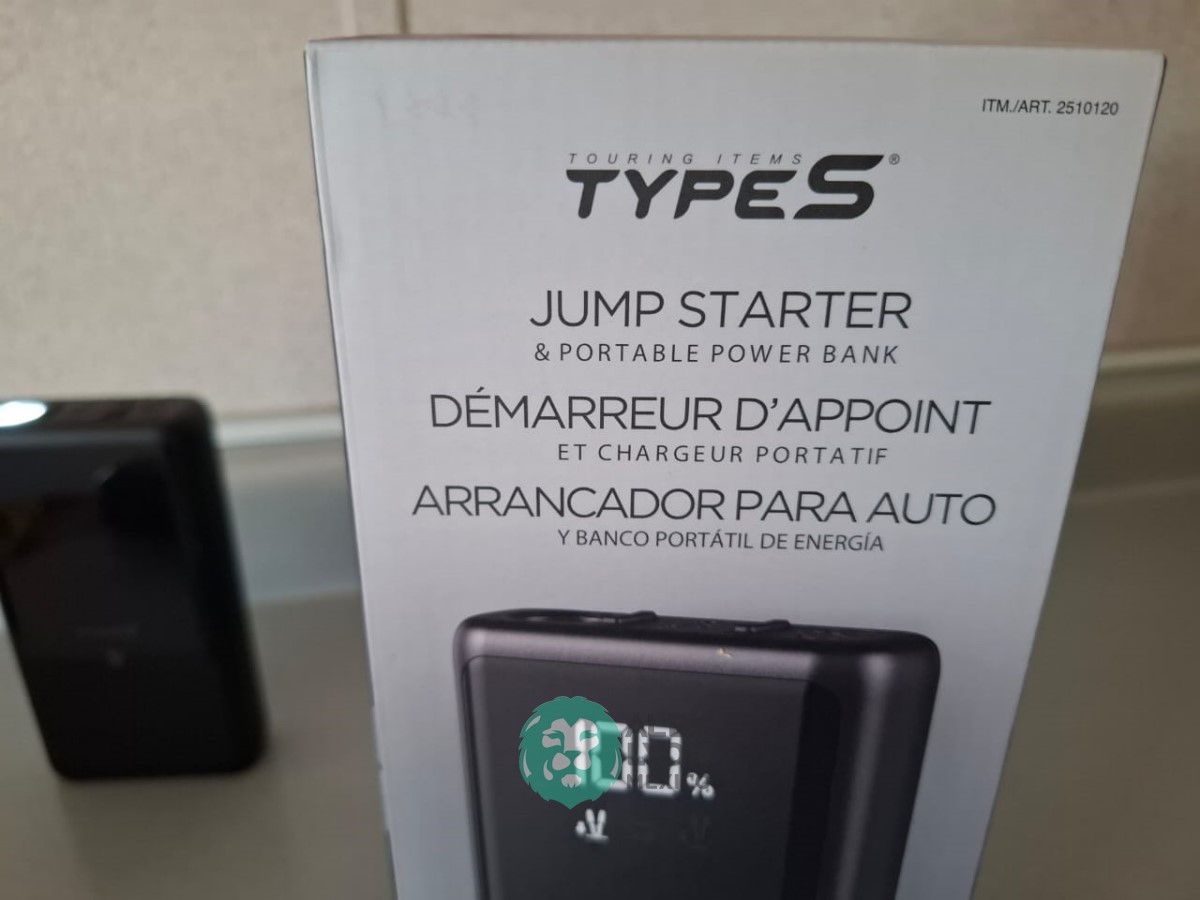 ITM./ART. 2510120
TOURING ITEMS
TYPE S®
JUMP STARTER
& PORTABLE POWER BANK
DÉMARREUR D'APPOINT
ET CHARGEUR PORTATIF
ARRANCADOR PARA AUTO
Y BANCO PORTÁTIL DE ENERGÍA
100%